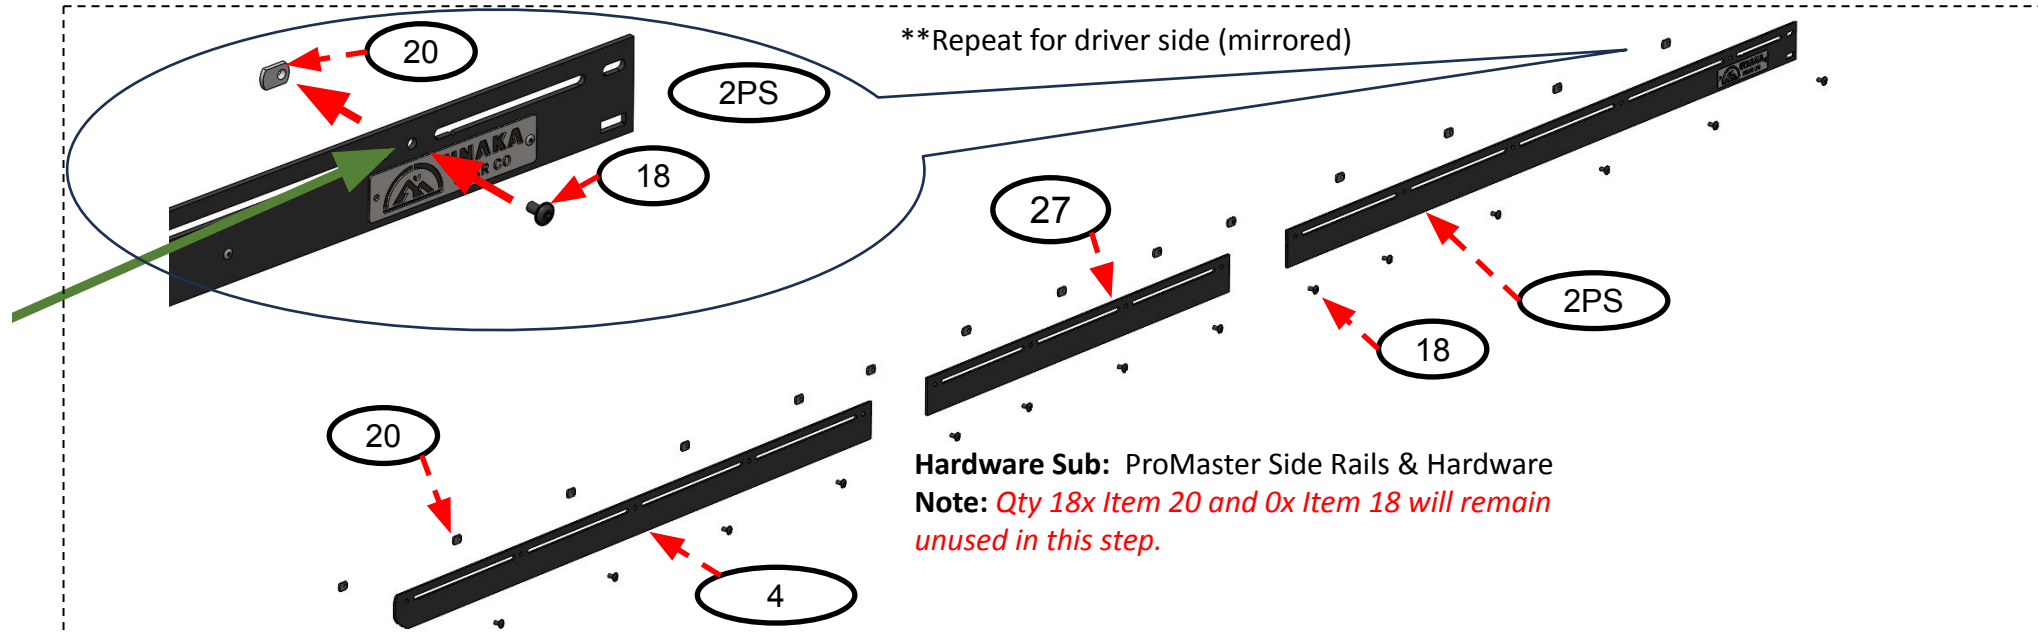 **Repeat for driver side (mirrored)
20
2PS
18
27
2PS
18
20
4
Hardware Sub: ProMaster Side Rails & Hardware
Note: Qty 18x Item 20 and 0x Item 18 will remain
unused in this step.